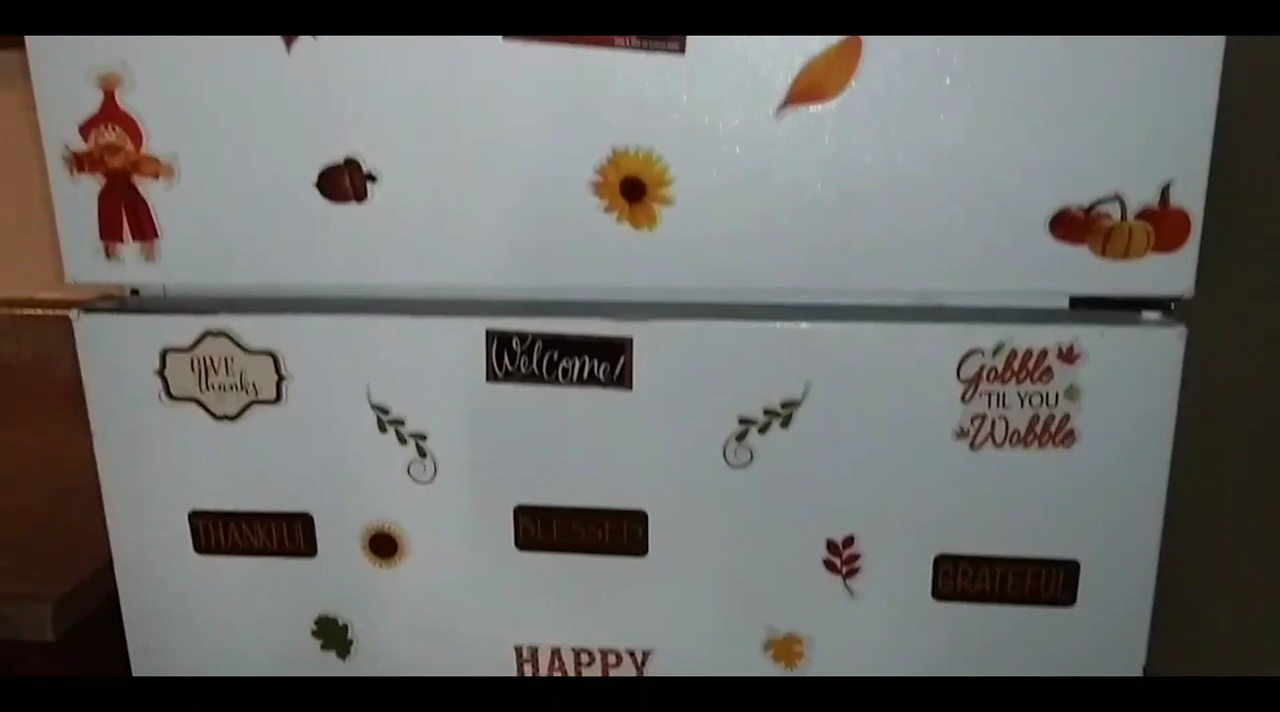 GIVE
thanks
Welcome!
Gobble
'TIL YOU
Wobble
THANKFUL
BLESSED
GRATEFUL
HAPPY